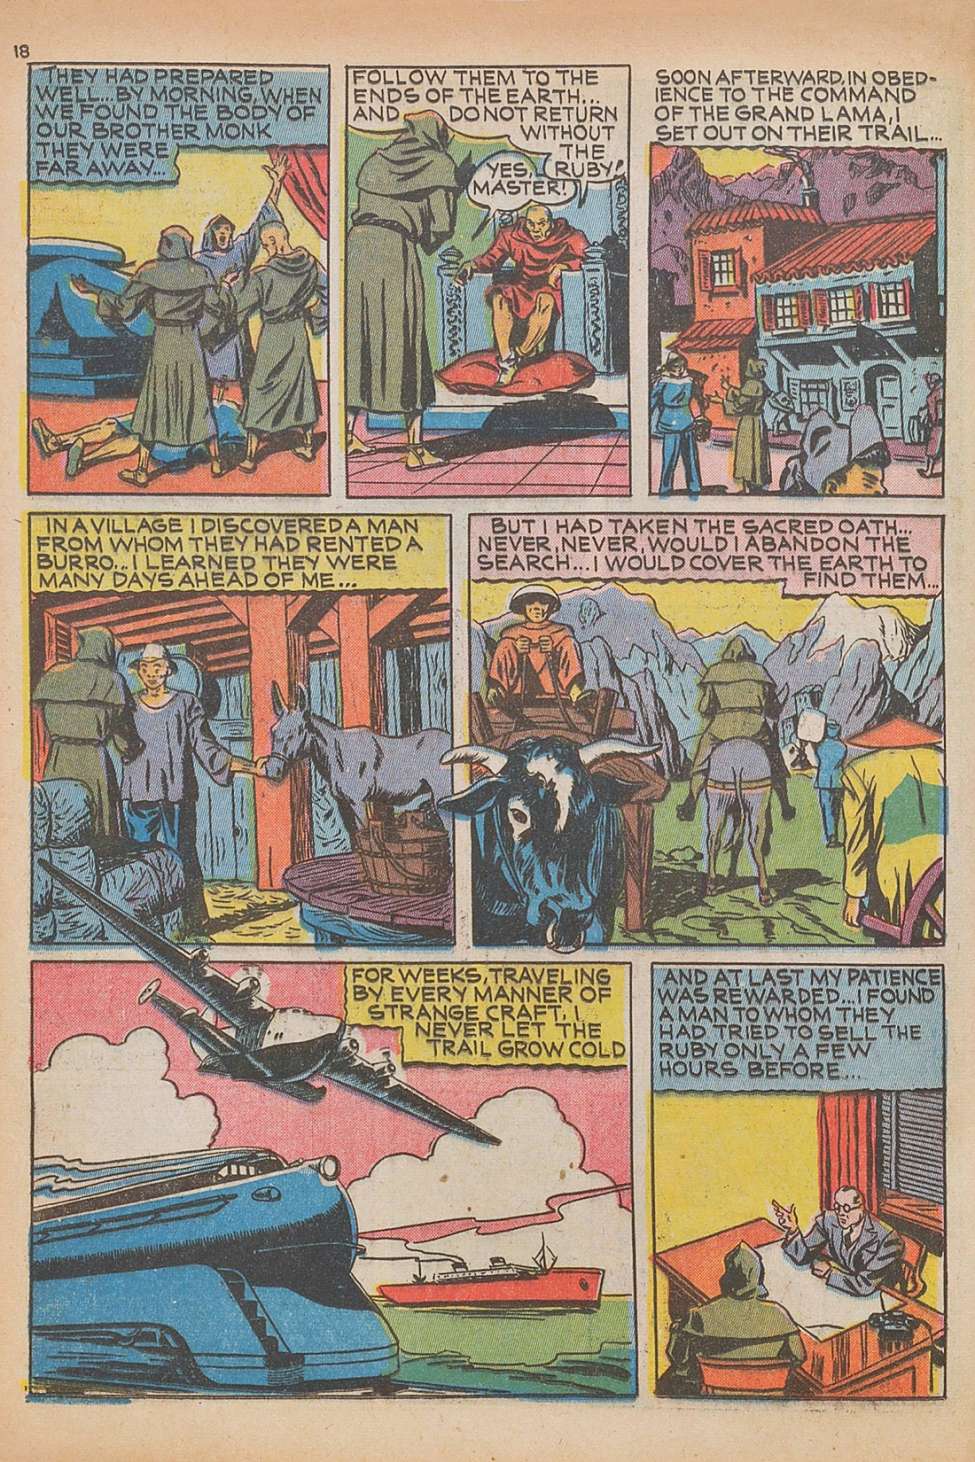 18
THEY HAD PREPARED
WELL...BY MORNING, WHEN
WE FOUND THE BODY OF
OUR BROTHER MONK
THEY WERE
FAR AWAY...
FOLLOW THEM TO THE
ENDS OF THE EARTH...
AND DO NOT RETURN
WITHOUT
THE
RUBY!
YES,
MASTER!
SOON AFTERWARD, IN OBED-
IENCE TO THE COMMAND
OF THE GRAND LAMA, I
SET OUT ON THEIR TRAIL...
IN A VILLAGE I DISCOVERED A MAN
FROM WHOM THEY HAD RENTED A
BURRO...I LEARNED THEY WERE
MANY DAYS AHEAD OF ME...
BUT I HAD TAKEN THE SACRED OATH...
NEVER, NEVER, WOULD I ABANDON THE
SEARCH...I WOULD COVER THE EARTH TO
FIND THEM...
FOR WEEKS, TRAVELING
BY EVERY MANNER OF
STRANGE CRAFT, I
NEVER LET THE
TRAIL GROW COLD
AND AT LAST MY PATIENCE
WAS REWARDED...I FOUND
A MAN TO WHOM THEY
HAD TRIED TO SELL THE
RUBY ONLY A FEW
HOURS BEFORE...